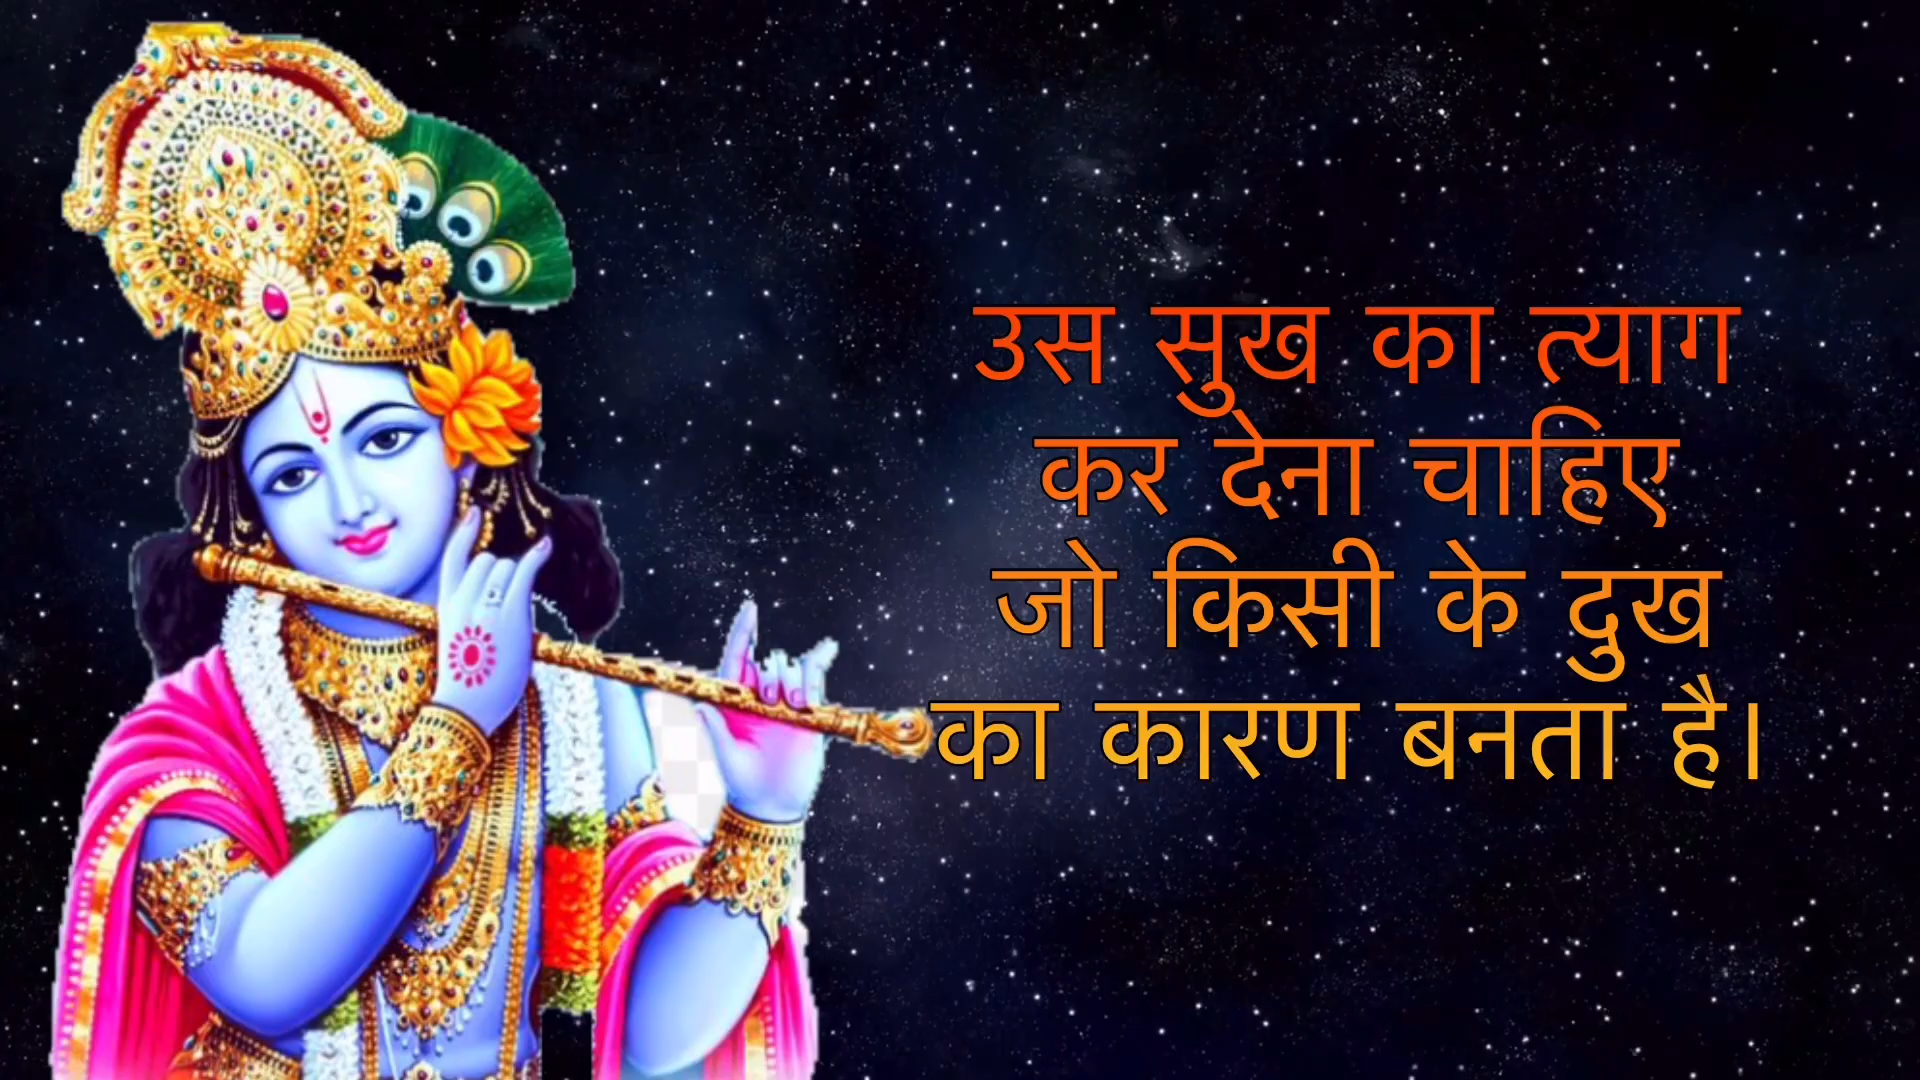 उस सुख का त्याग
कर देना चाहिए
जो किसी के दुख
का कारण बनता है।